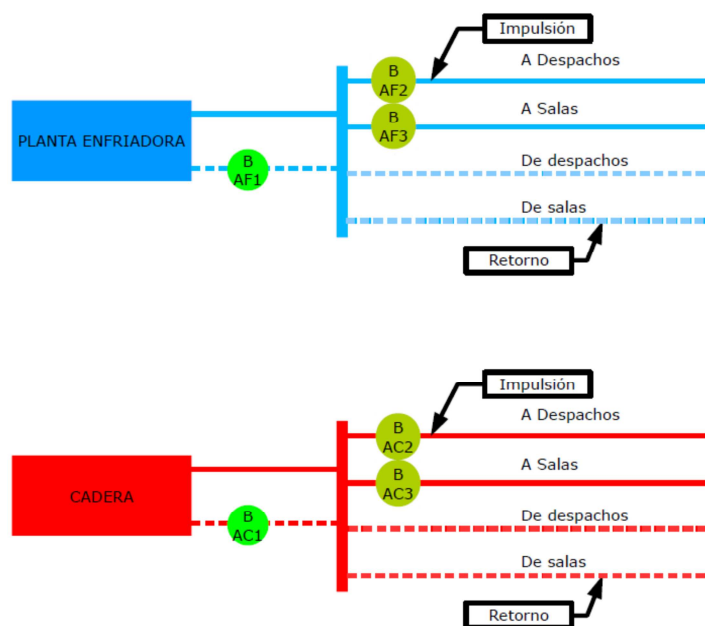 Impulsión
A Despachos
B
AF2
A Salas
B
AF3
PLANTA ENFRIADORA
B
AF1
De despachos
De salas
Retorno
Impulsión
A Despachos
B
AC2
A Salas
B
AC3
CADERA
B
AC1
De despachos
De salas
Retorno